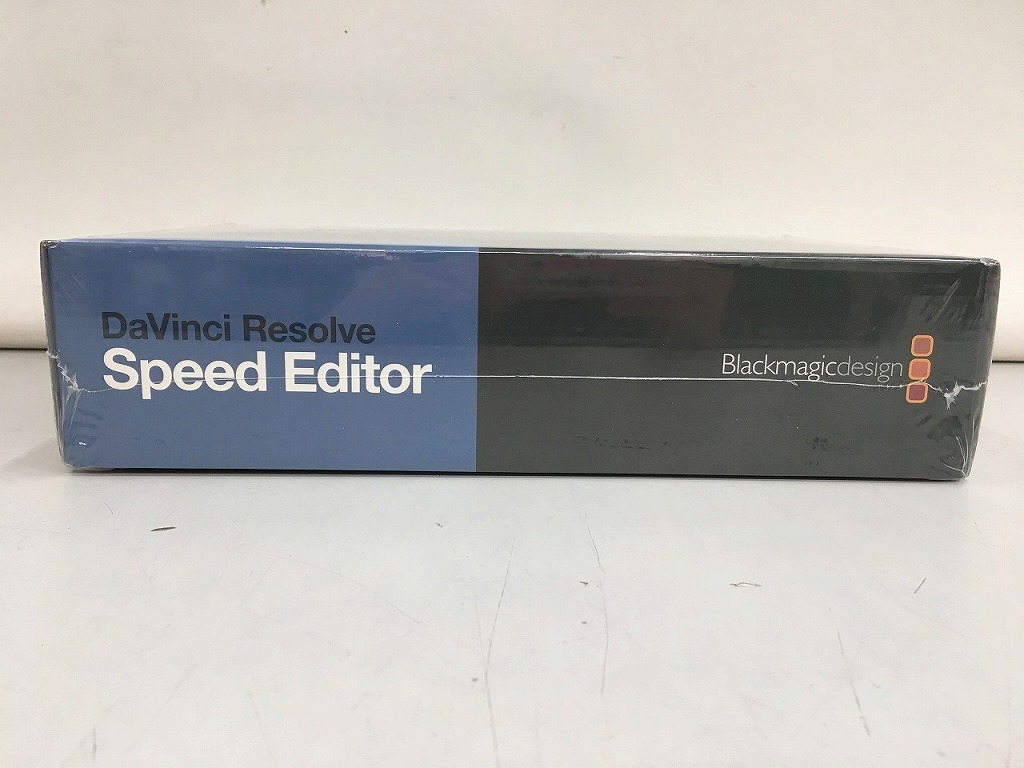 DaVinci Resolve
Speed Editor
Blackmagicdesign